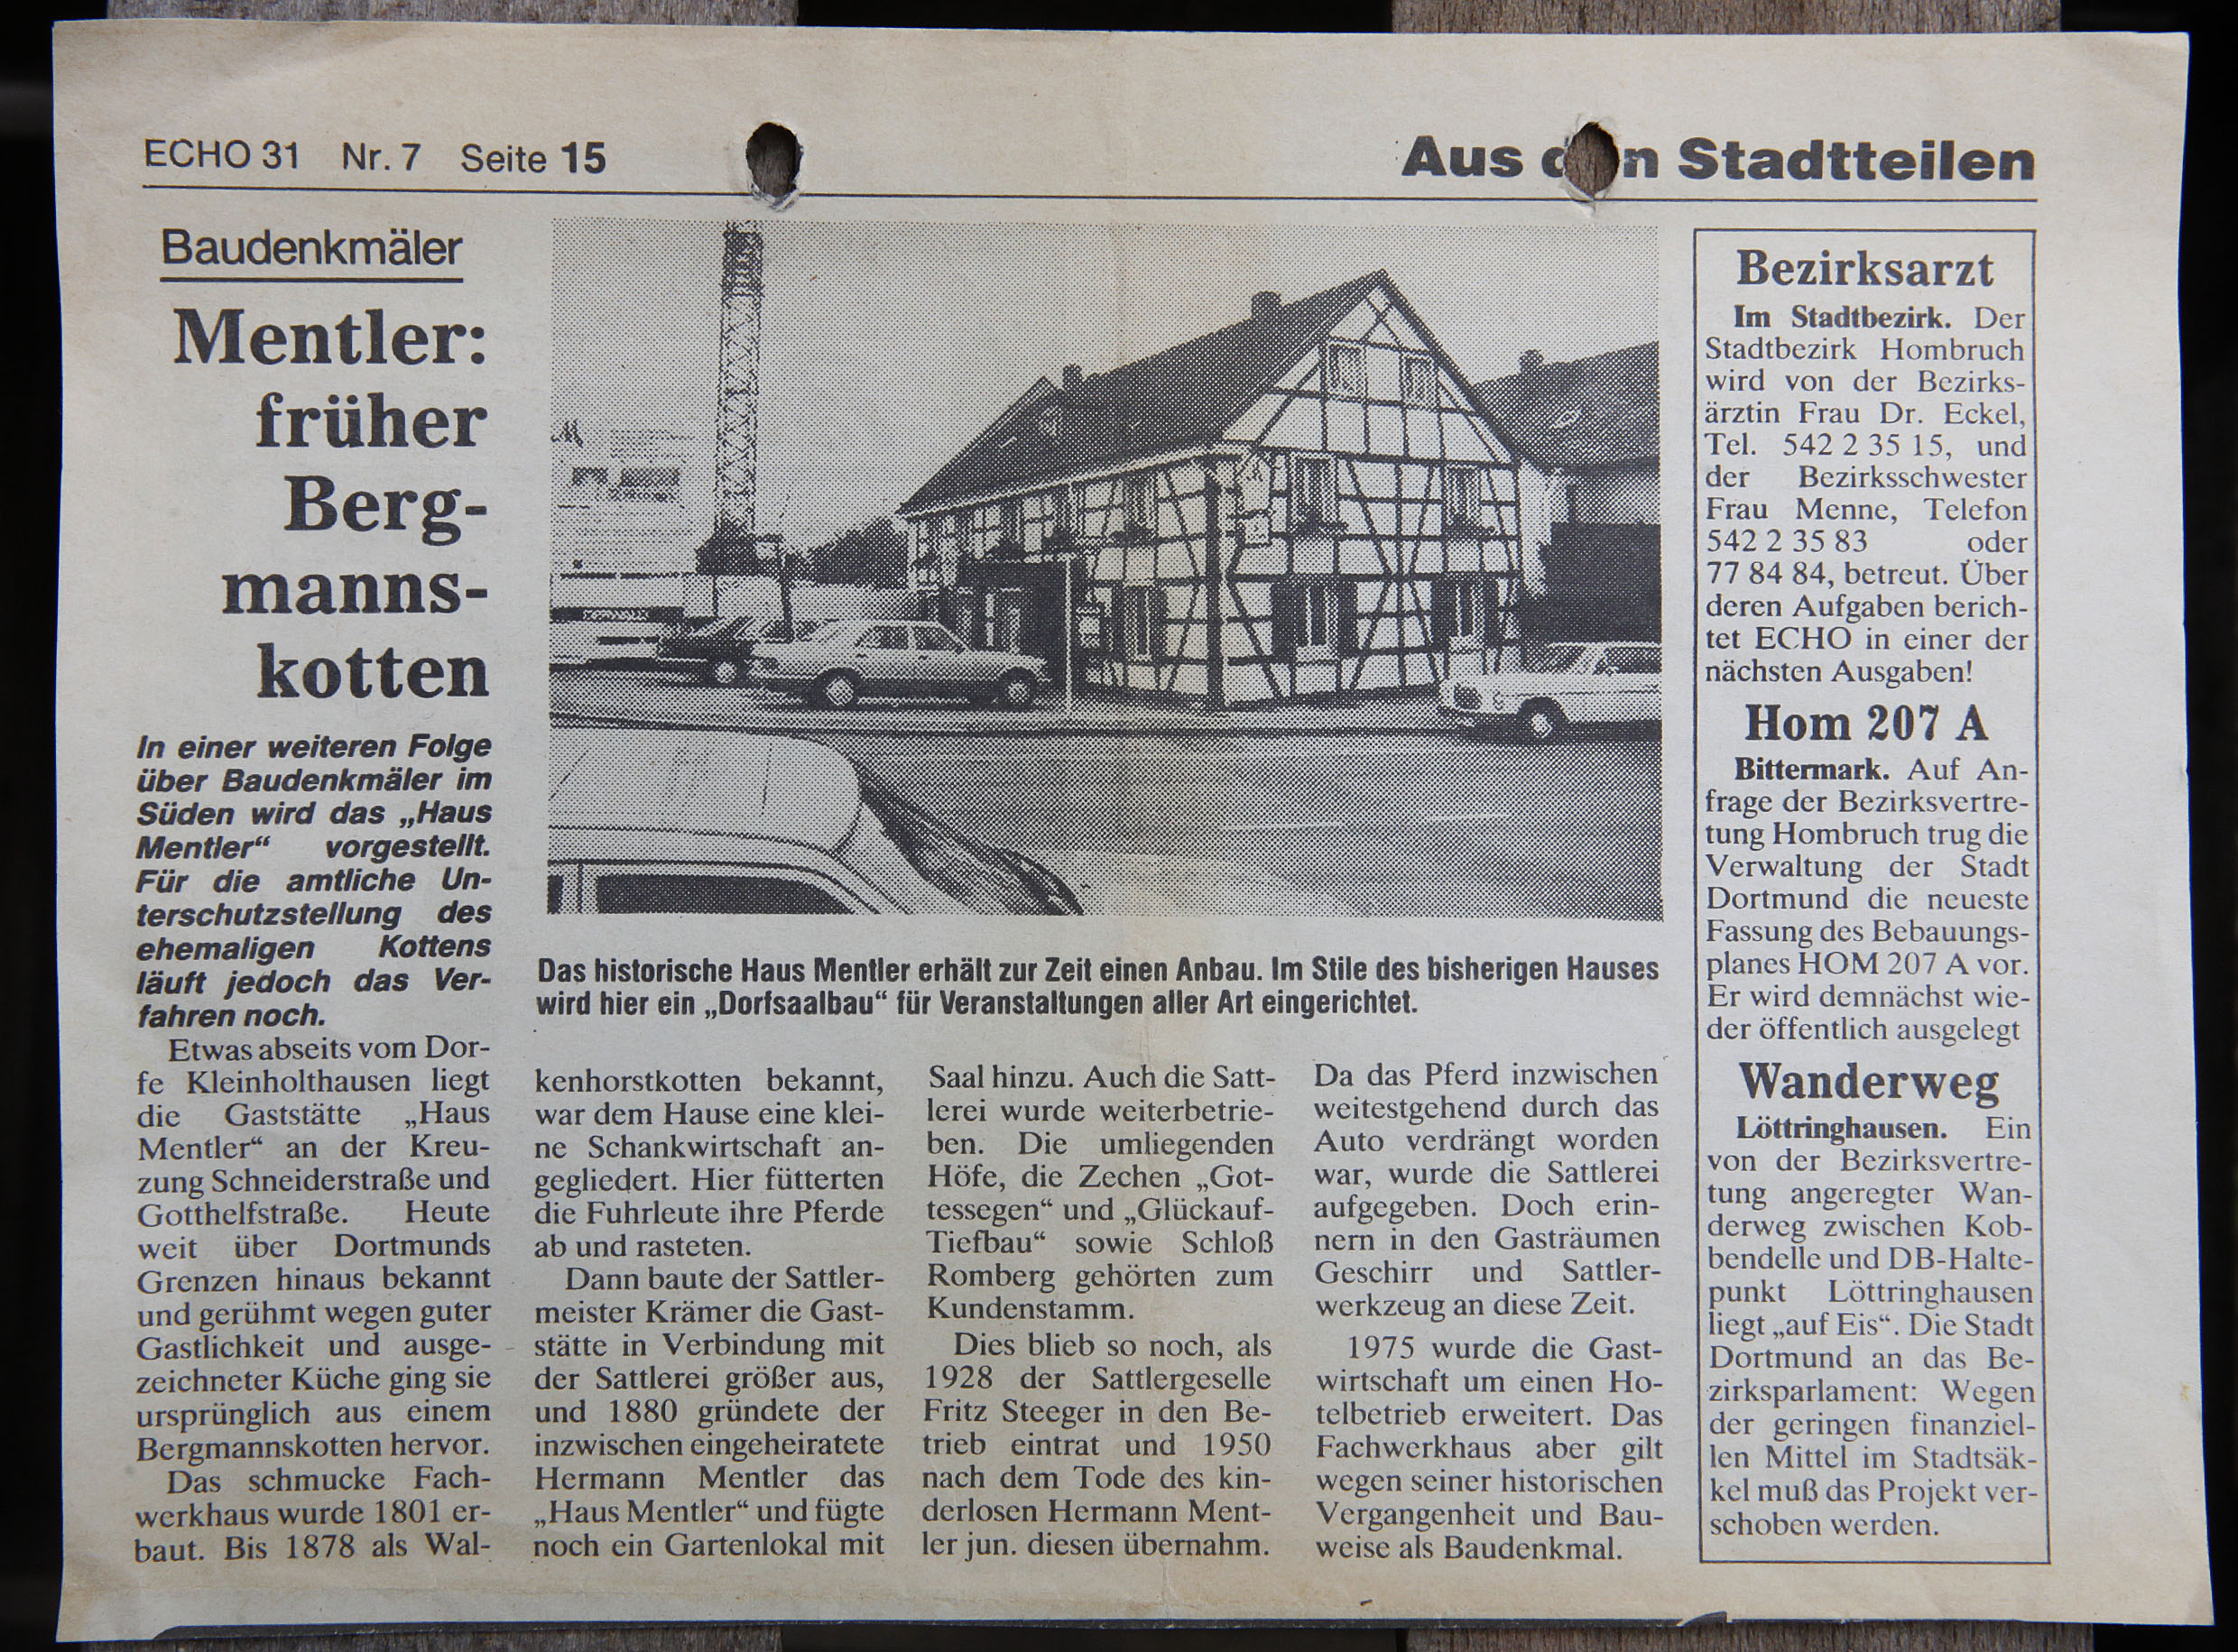 ECHO 31 Nr. 7 Seite 15
Aus d n Stadtteilen
Baudenkmäler
Mentler:
früher
Berg-
manns-
kotten
In einer weiteren Folge
über Baudenkmäler im
Süden wird das „Haus
Mentler“ vorgestellt.
Für die amtliche Un-
terschutzstellung des
ehemaligen Kottens
läuft jedoch das Ver-
fahren noch.
Etwas abseits vom Dor-
fe Kleinholthausen liegt
die Gaststätte „Haus
Mentler“ an der Kreu-
zung Schneiderstraße und
Gotthelfstraße. Heute
weit über Dortmunds
Grenzen hinaus bekannt
und gerühmt wegen guter
Gastlichkeit und ausge-
zeichneter Küche ging sie
ursprünglich aus einem
Bergmannskotten hervor.
Das schmucke Fach-
werkhaus wurde 1801 er-
baut. Bis 1878 als Wal-
Das historische Haus Mentler erhält zur Zeit einen Anbau. Im Stile des bisherigen Hauses
wird hier ein „Dorfsaalbau“ für Veranstaltungen aller Art eingerichtet.
kenhorstkotten bekannt,
war dem Hause eine klei-
ne Schankwirtschaft an-
gegliedert. Hier fütterten
die Fuhrleute ihre Pferde
ab und rasteten.
Dann baute der Sattler-
meister Krämer die Gast-
stätte in Verbindung mit
der Sattlerei größer aus,
und 1880 gründete der
inzwischen eingeheiratete
Hermann Mentler das
„Haus Mentler“ und fügte
noch ein Gartenlokal mit
Saal hinzu. Auch die Satt-
lerei wurde weiterbetrie-
ben. Die umliegenden
Höfe, die Zechen „Got-
tessegen“ und „Glückauf-
Tiefbau“ sowie Schloß
Romberg gehörten zum
Kundenstamm.
Dies blieb so noch, als
1928 der Sattlergeselle
Fritz Steeger in den Be-
trieb eintrat und 1950
nach dem Tode des kin-
derlosen Hermann Ment-
ler jun. diesen übernahm.
Da das Pferd inzwischen
weitestgehend durch das
Auto verdrängt worden
war, wurde die Sattlerei
aufgegeben. Doch erin-
nern in den Gasträumen
Geschirr und Sattler-
werkzeug an diese Zeit.
1975 wurde die Gast-
wirtschaft um einen Ho-
telbetrieb erweitert. Das
Fachwerkhaus aber gilt
wegen seiner historischen
Vergangenheit und Bau-
weise als Baudenkmal.
Bezirksarzt
Im Stadtbezirk. Der
Stadtbezirk Hombruch
wird von der Bezirks-
ärztin Frau Dr. Eckel,
Tel. 542 2 35 15, und
der Bezirksschwester
Frau Menne, Telefon
542 2 35 83 oder
77 84 84, betreut. Über
deren Aufgaben berich-
tet ECHO in einer der
nächsten Ausgaben!
Hom 207 A
Bittermark. Auf An-
frage der Bezirksvertre-
tung Hombruch trug die
Verwaltung der Stadt
Dortmund die neueste
Fassung des Bebauungs-
planes HOM 207 A vor.
Er wird demnächst wie-
der öffentlich ausgelegt
Wanderweg
Löttringhausen. Ein
von der Bezirksvertre-
tung angeregter Wan-
derweg zwischen Kob-
bendelle und DB-Halte-
punkt Löttringhausen
liegt „auf Eis“. Die Stadt
Dortmund an das Be-
zirksparlament: Wegen
der geringen finanziel-
len Mittel im Stadtsäk-
kel muß das Projekt ver-
schoben werden.